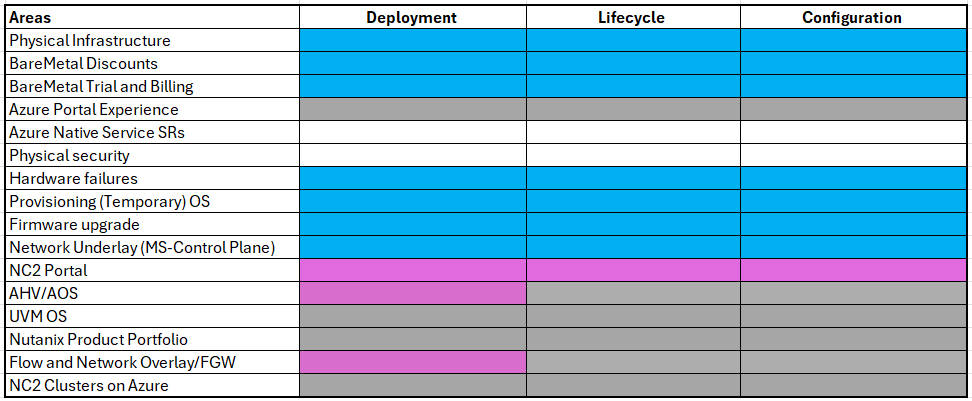 Areas Deployment Lifecycle Configuration
Physical Infrastructure
BareMetal Discounts
BareMetal Trial and Billing
Azure Portal Experience
Azure Native Service SRs
Physical security
Hardware failures
Provisioning (Temporary) OS
Firmware upgrade
Network Underlay (MS-Control Plane)
NC2 Portal
AHV/AOS
UVM OS
Nutanix Product Portfolio
Flow and Network Overlay/FGW
NC2 Clusters on Azure